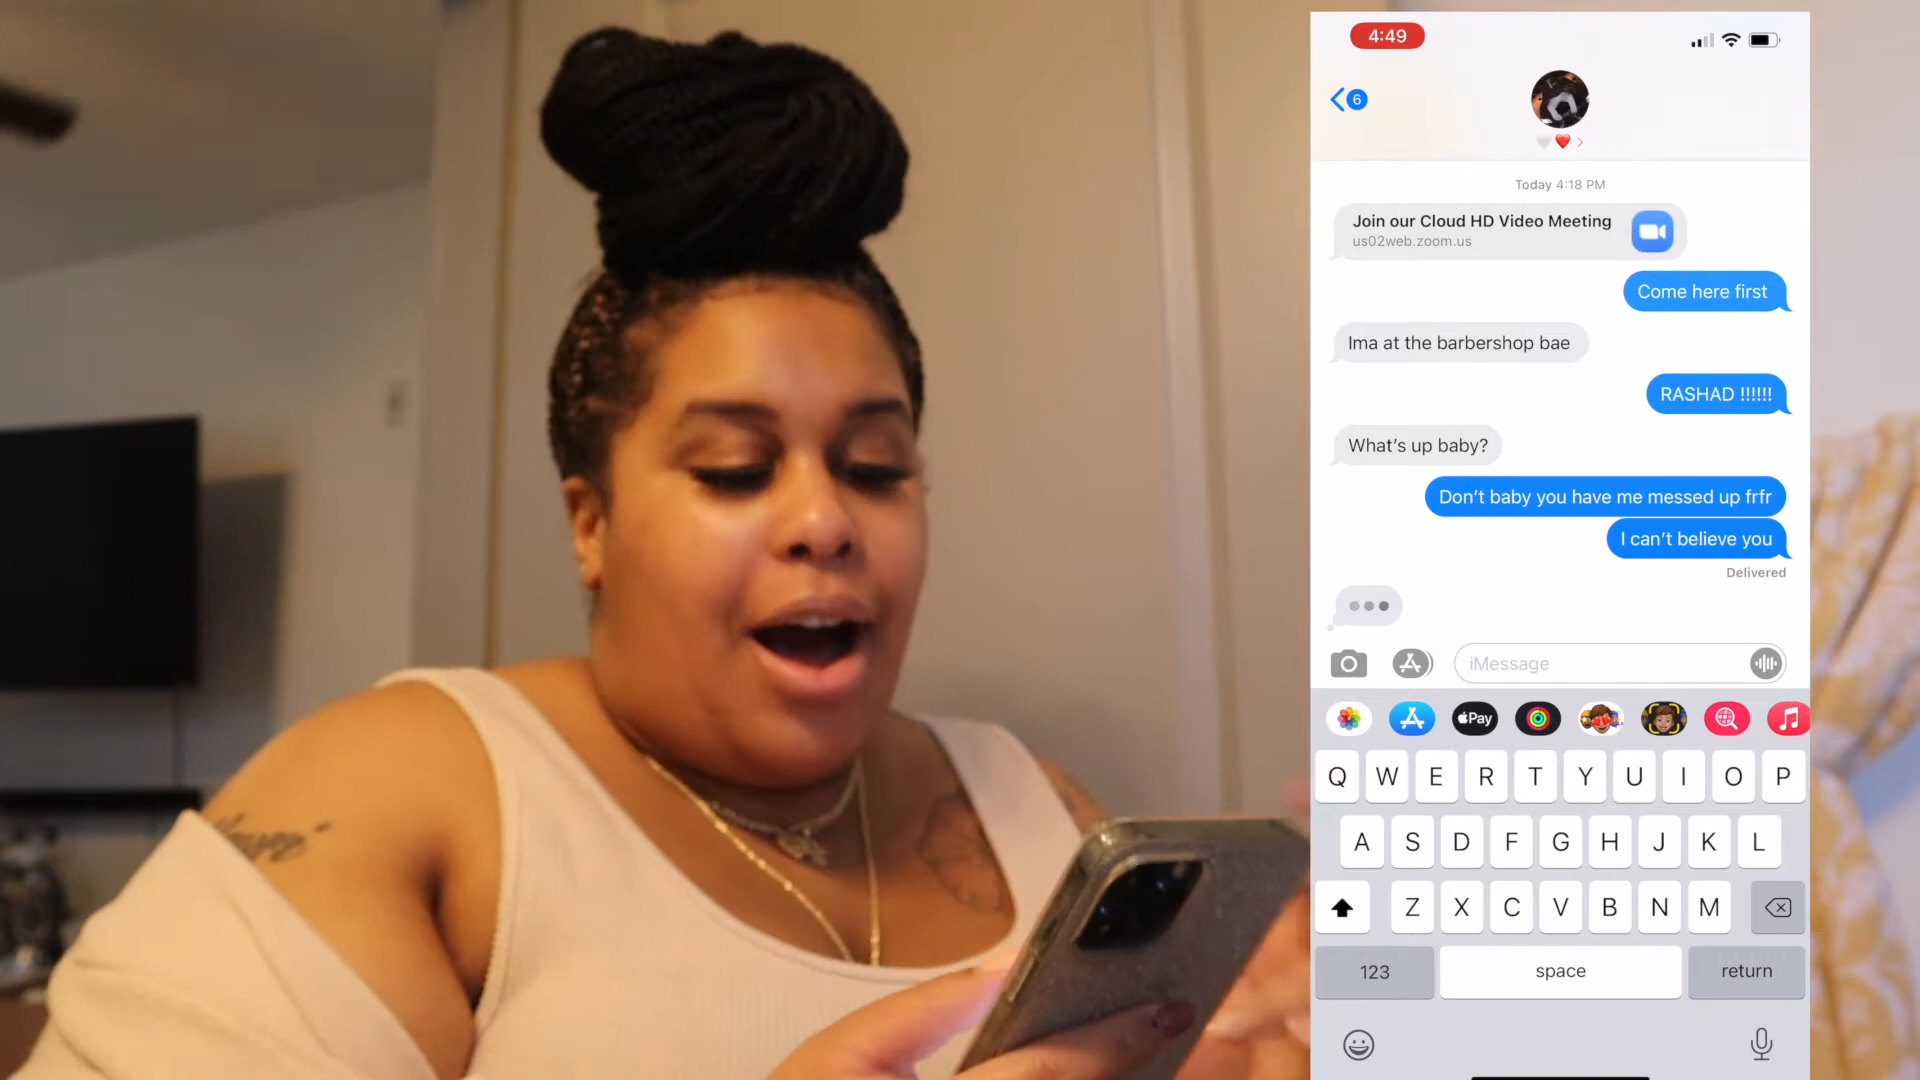 4:49
6
Today 4:18 PM
Join our Cloud HD Video Meeting
us02web.zoom.us
Come here first
Ima at the barbershop bae
RASHAD !!!!!!
What's up baby?
Don't baby you have me messed up frfr
I can't believe you
Delivered
iMessage
Pay
Q W E R T Y U I O P
A S D F G H J K L
Z X C V B N M
123 space return